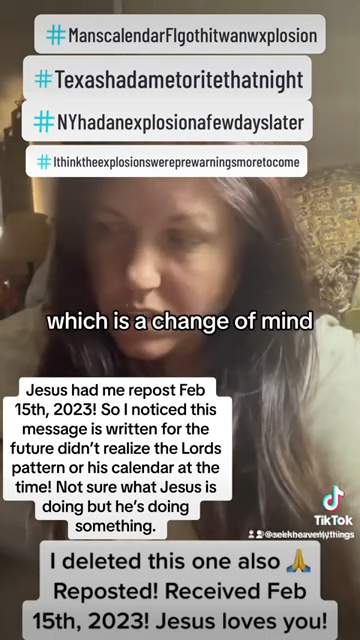 #ManscalendarFlgothitwanwxplosion
#Texashadametoritethatnight
#NYhadanexplosionafewdayslater
#Ithinktheexplosionswereprewarningsmoretocome
which is a change of mind
Jesus had me repost Feb
15th, 2023! So I noticed this
message is written for the
future didn't realize the Lords
pattern or his calendar at the
time! Not sure what Jesus is
doing but he's doing
something.
TikTok
@seekheavenlythings
I deleted this one also 🙏
Reposted! Received Feb
15th, 2023! Jesus loves you!